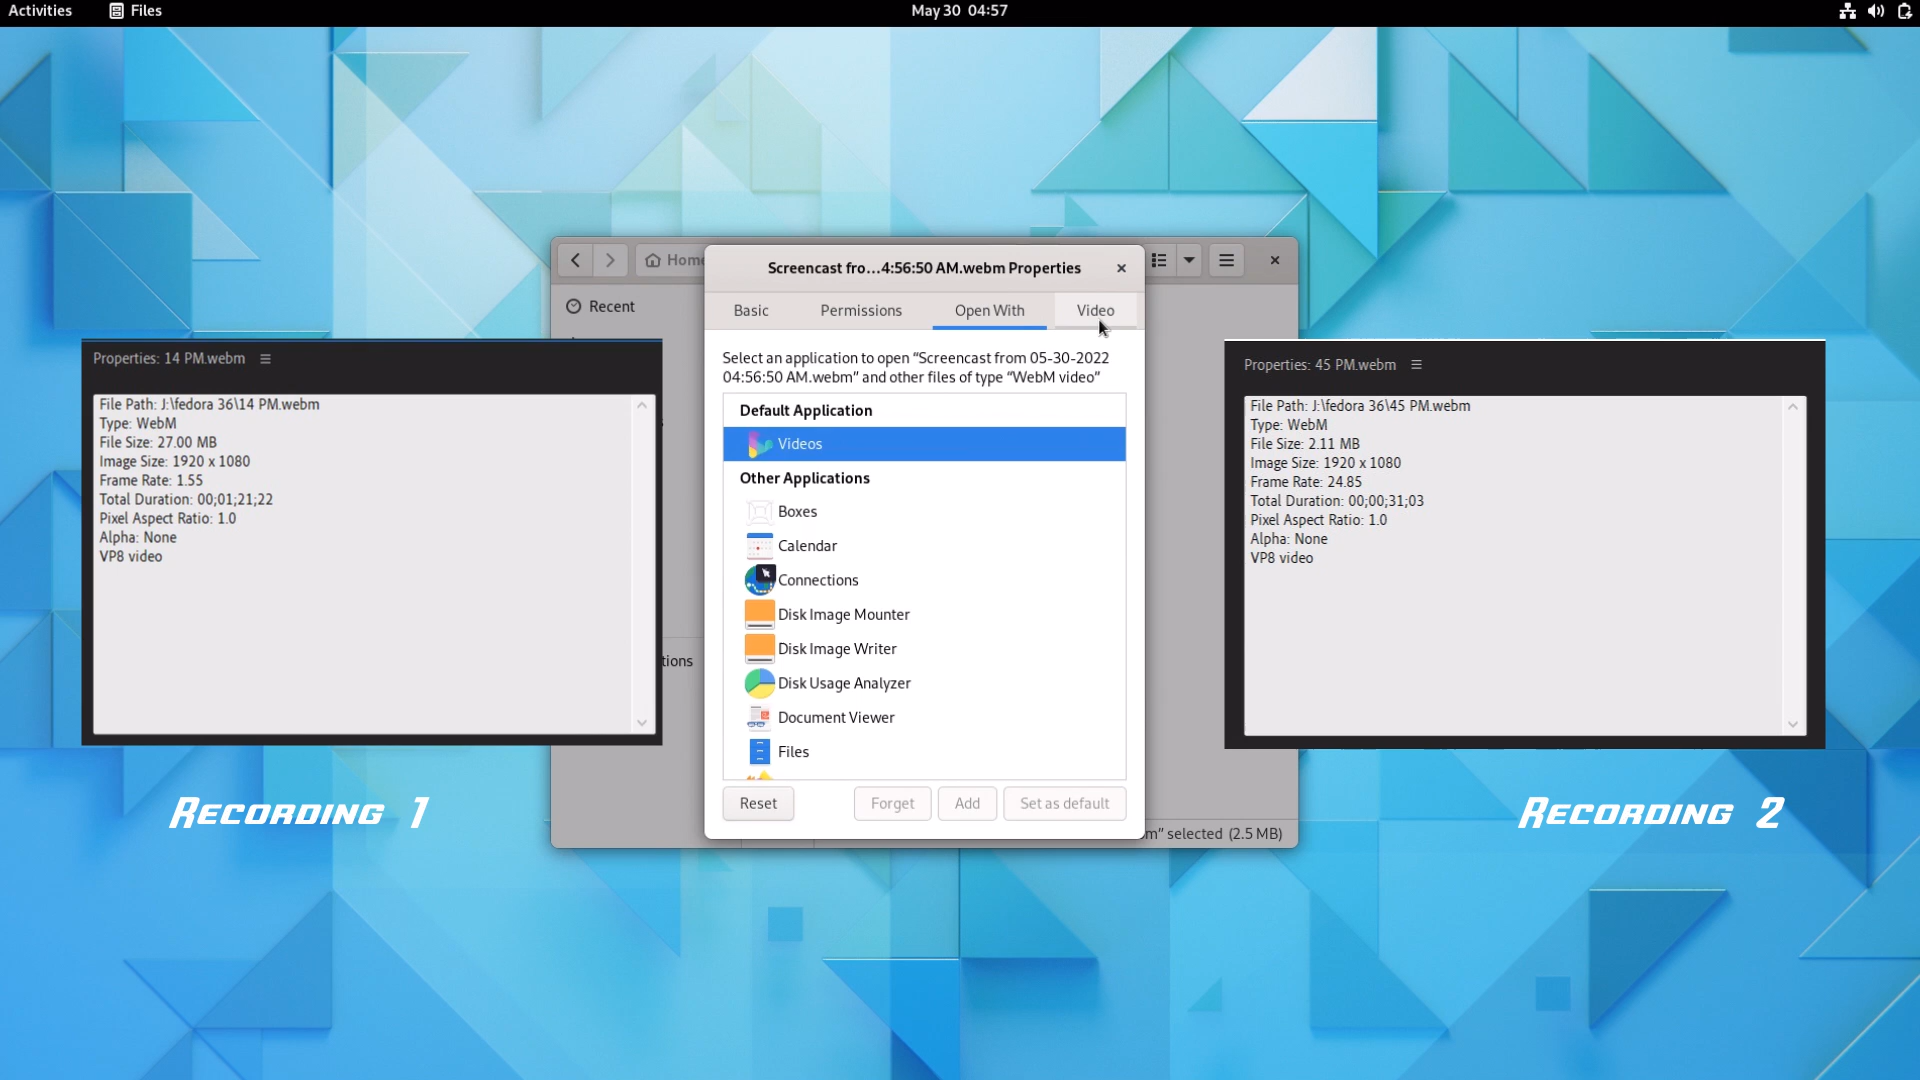 Activities
Files
May 30 04:57
Home
Screencast fro...4:56:50 AM.webm Properties
Recent
Basic
Permissions
Open With
Video
Select an application to open “Screencast from 05-30-2022
04:56:50 AM.webm” and other files of type “WebM video”
Default Application
Videos
Other Applications
Boxes
Calendar
Connections
Disk Image Mounter
Disk Image Writer
Disk Usage Analyzer
Document Viewer
Files
Reset
Forget
Add
Set as default
tions
m” selected (2.5 MB)
Properties: 14 PM.webm
File Path: J:\fedora 36\14 PM.webm
Type: WebM
File Size: 27.00 MB
Image Size: 1920 x 1080
Frame Rate: 1.55
Total Duration: 00;01;21;22
Pixel Aspect Ratio: 1.0
Alpha: None
VP8 video
Recording 1
Properties: 45 PM.webm
File Path: J:\fedora 36\45 PM.webm
Type: WebM
File Size: 2.11 MB
Image Size: 1920 x 1080
Frame Rate: 24.85
Total Duration: 00;00;31;03
Pixel Aspect Ratio: 1.0
Alpha: None
VP8 video
Recording 2